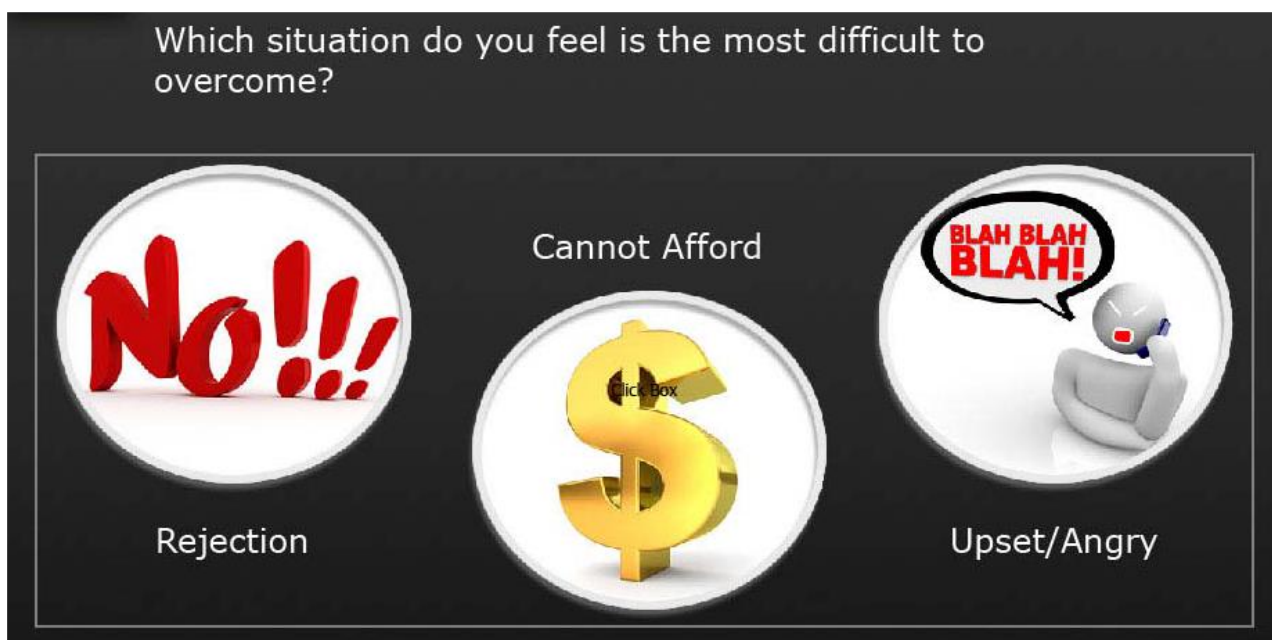 Which situation do you feel is the most difficult to
overcome?
No!!!
Rejection
Cannot Afford
Click Box
BLAH BLAH
BLAH!
Upset/Angry